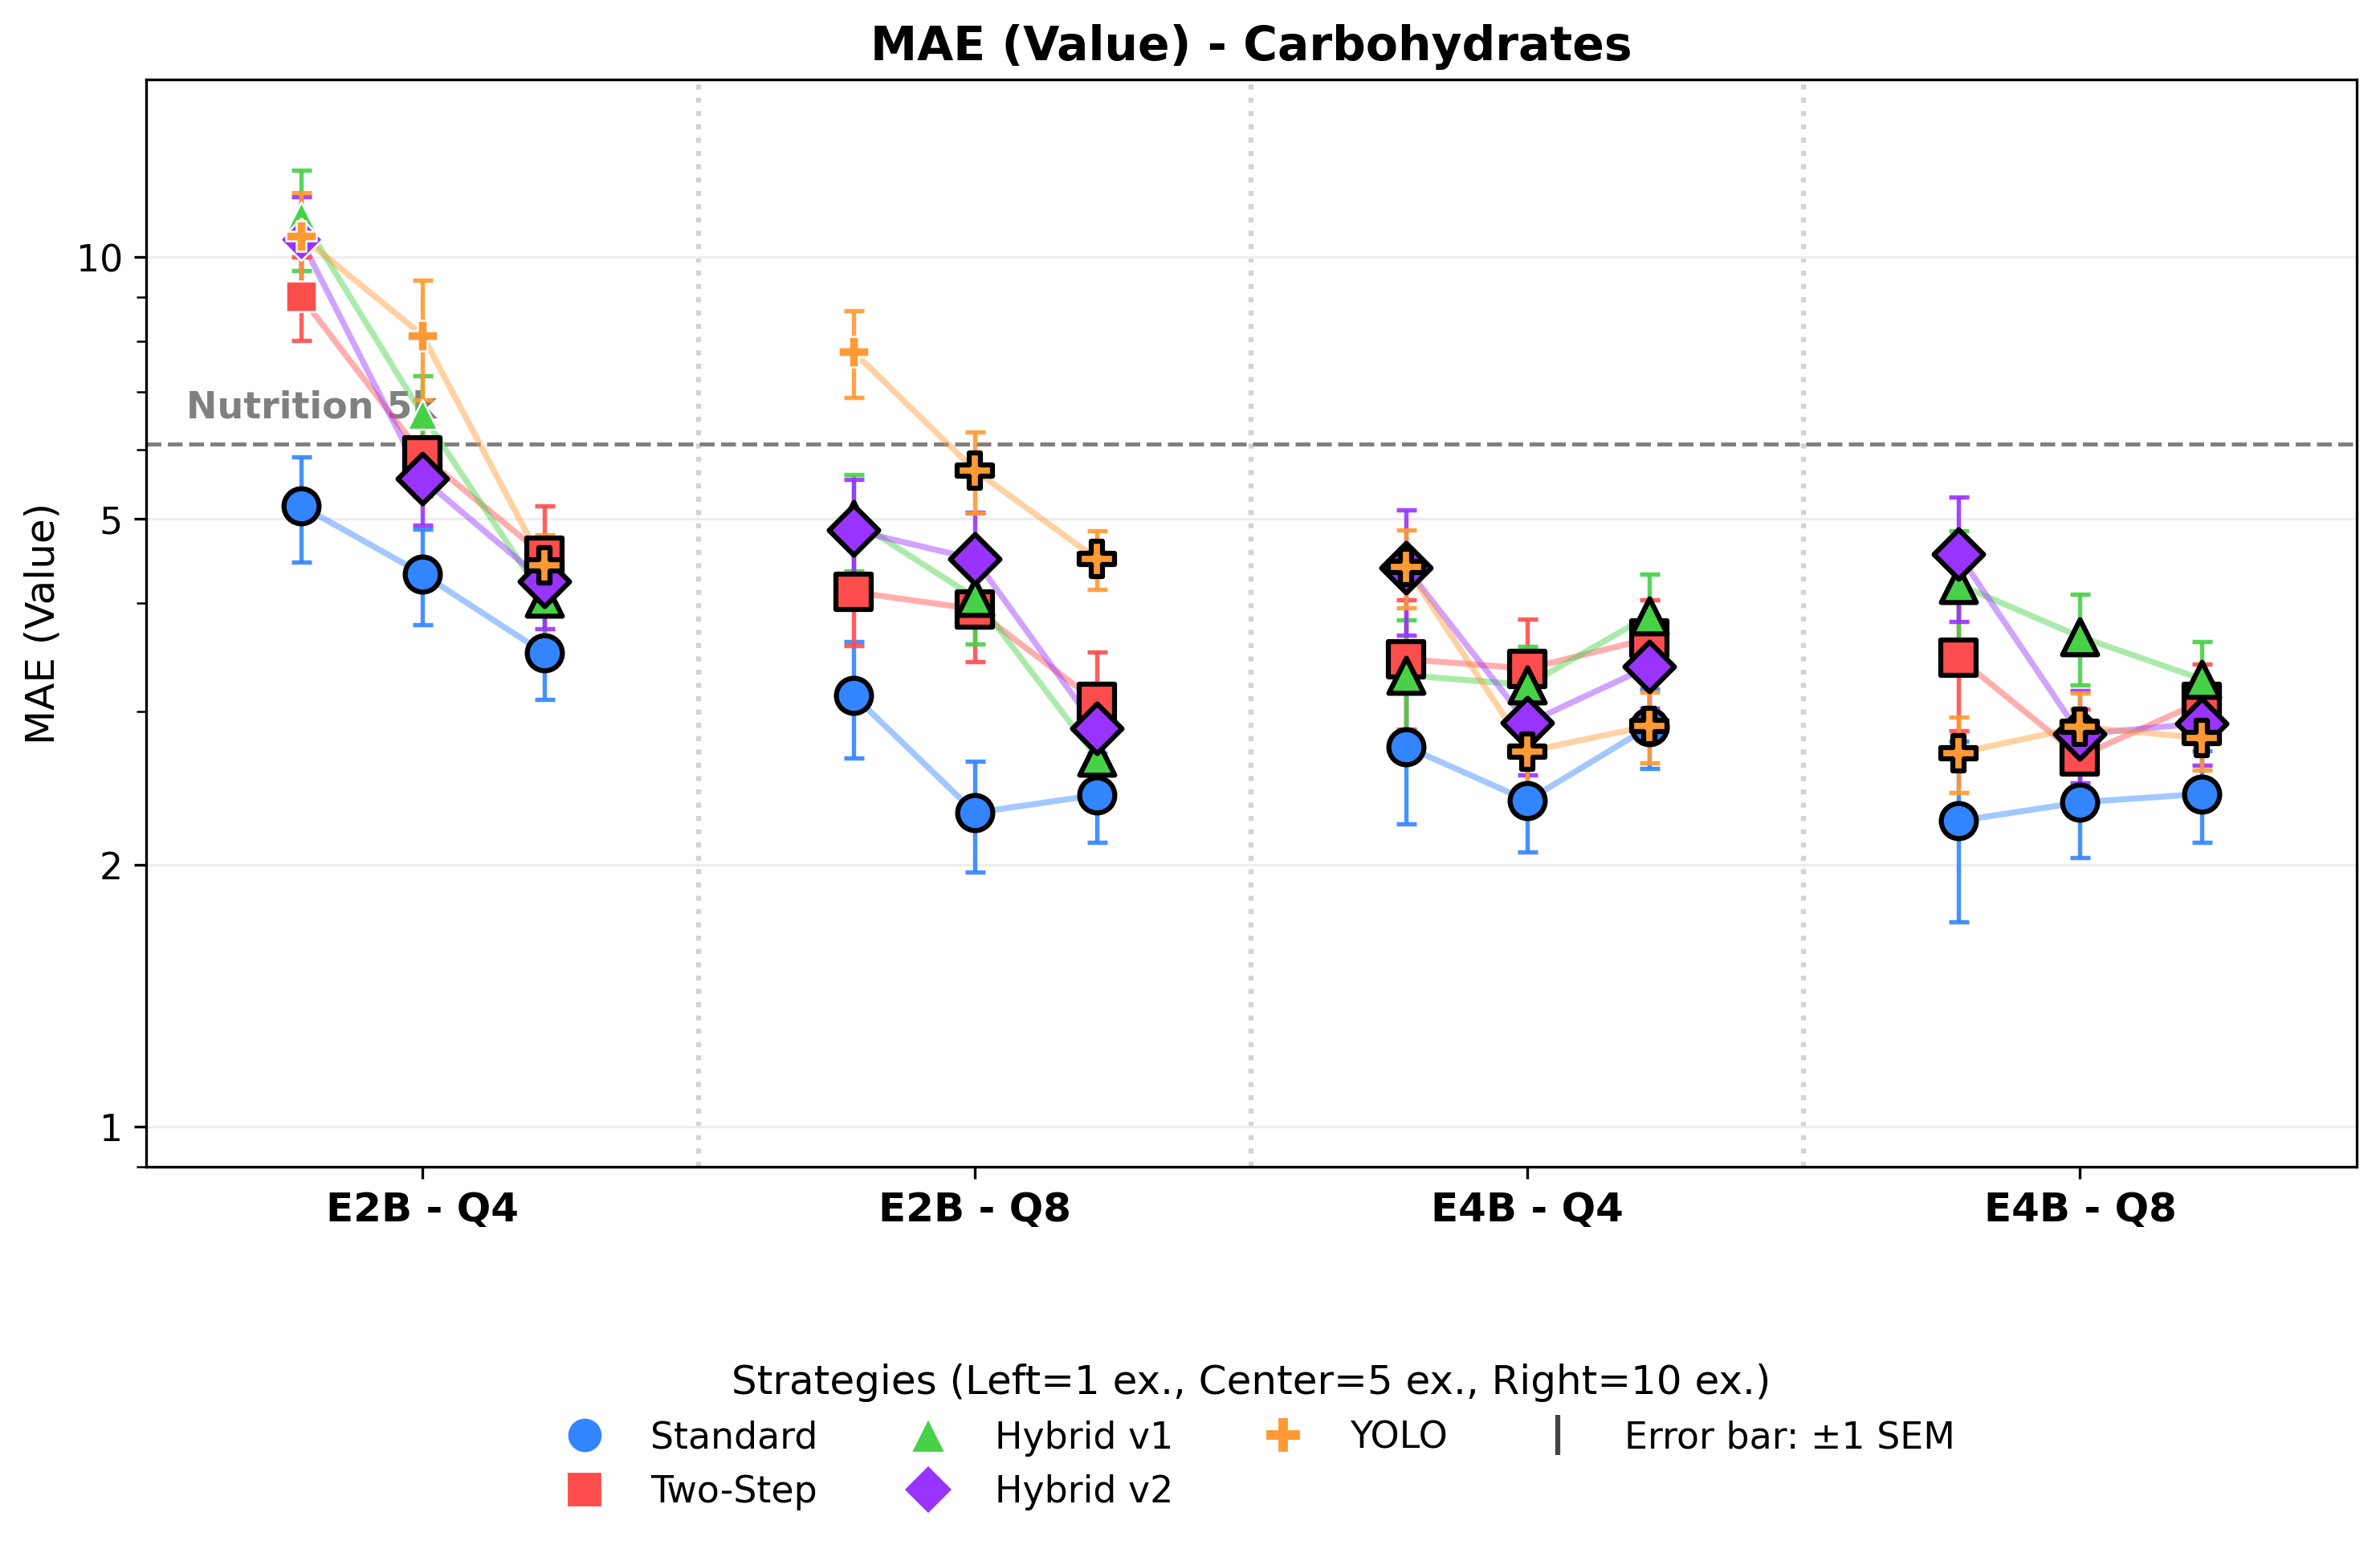 MAE (Value) - Carbohydrates
MAE (Value)
10
5
2
1
Nutrition 5k
E2B - Q4
E2B - Q8
E4B - Q4
E4B - Q8
Strategies (Left=1 ex., Center=5 ex., Right=10 ex.)
Standard
Two-Step
Hybrid v1
Hybrid v2
YOLO
Error bar: ±1 SEM